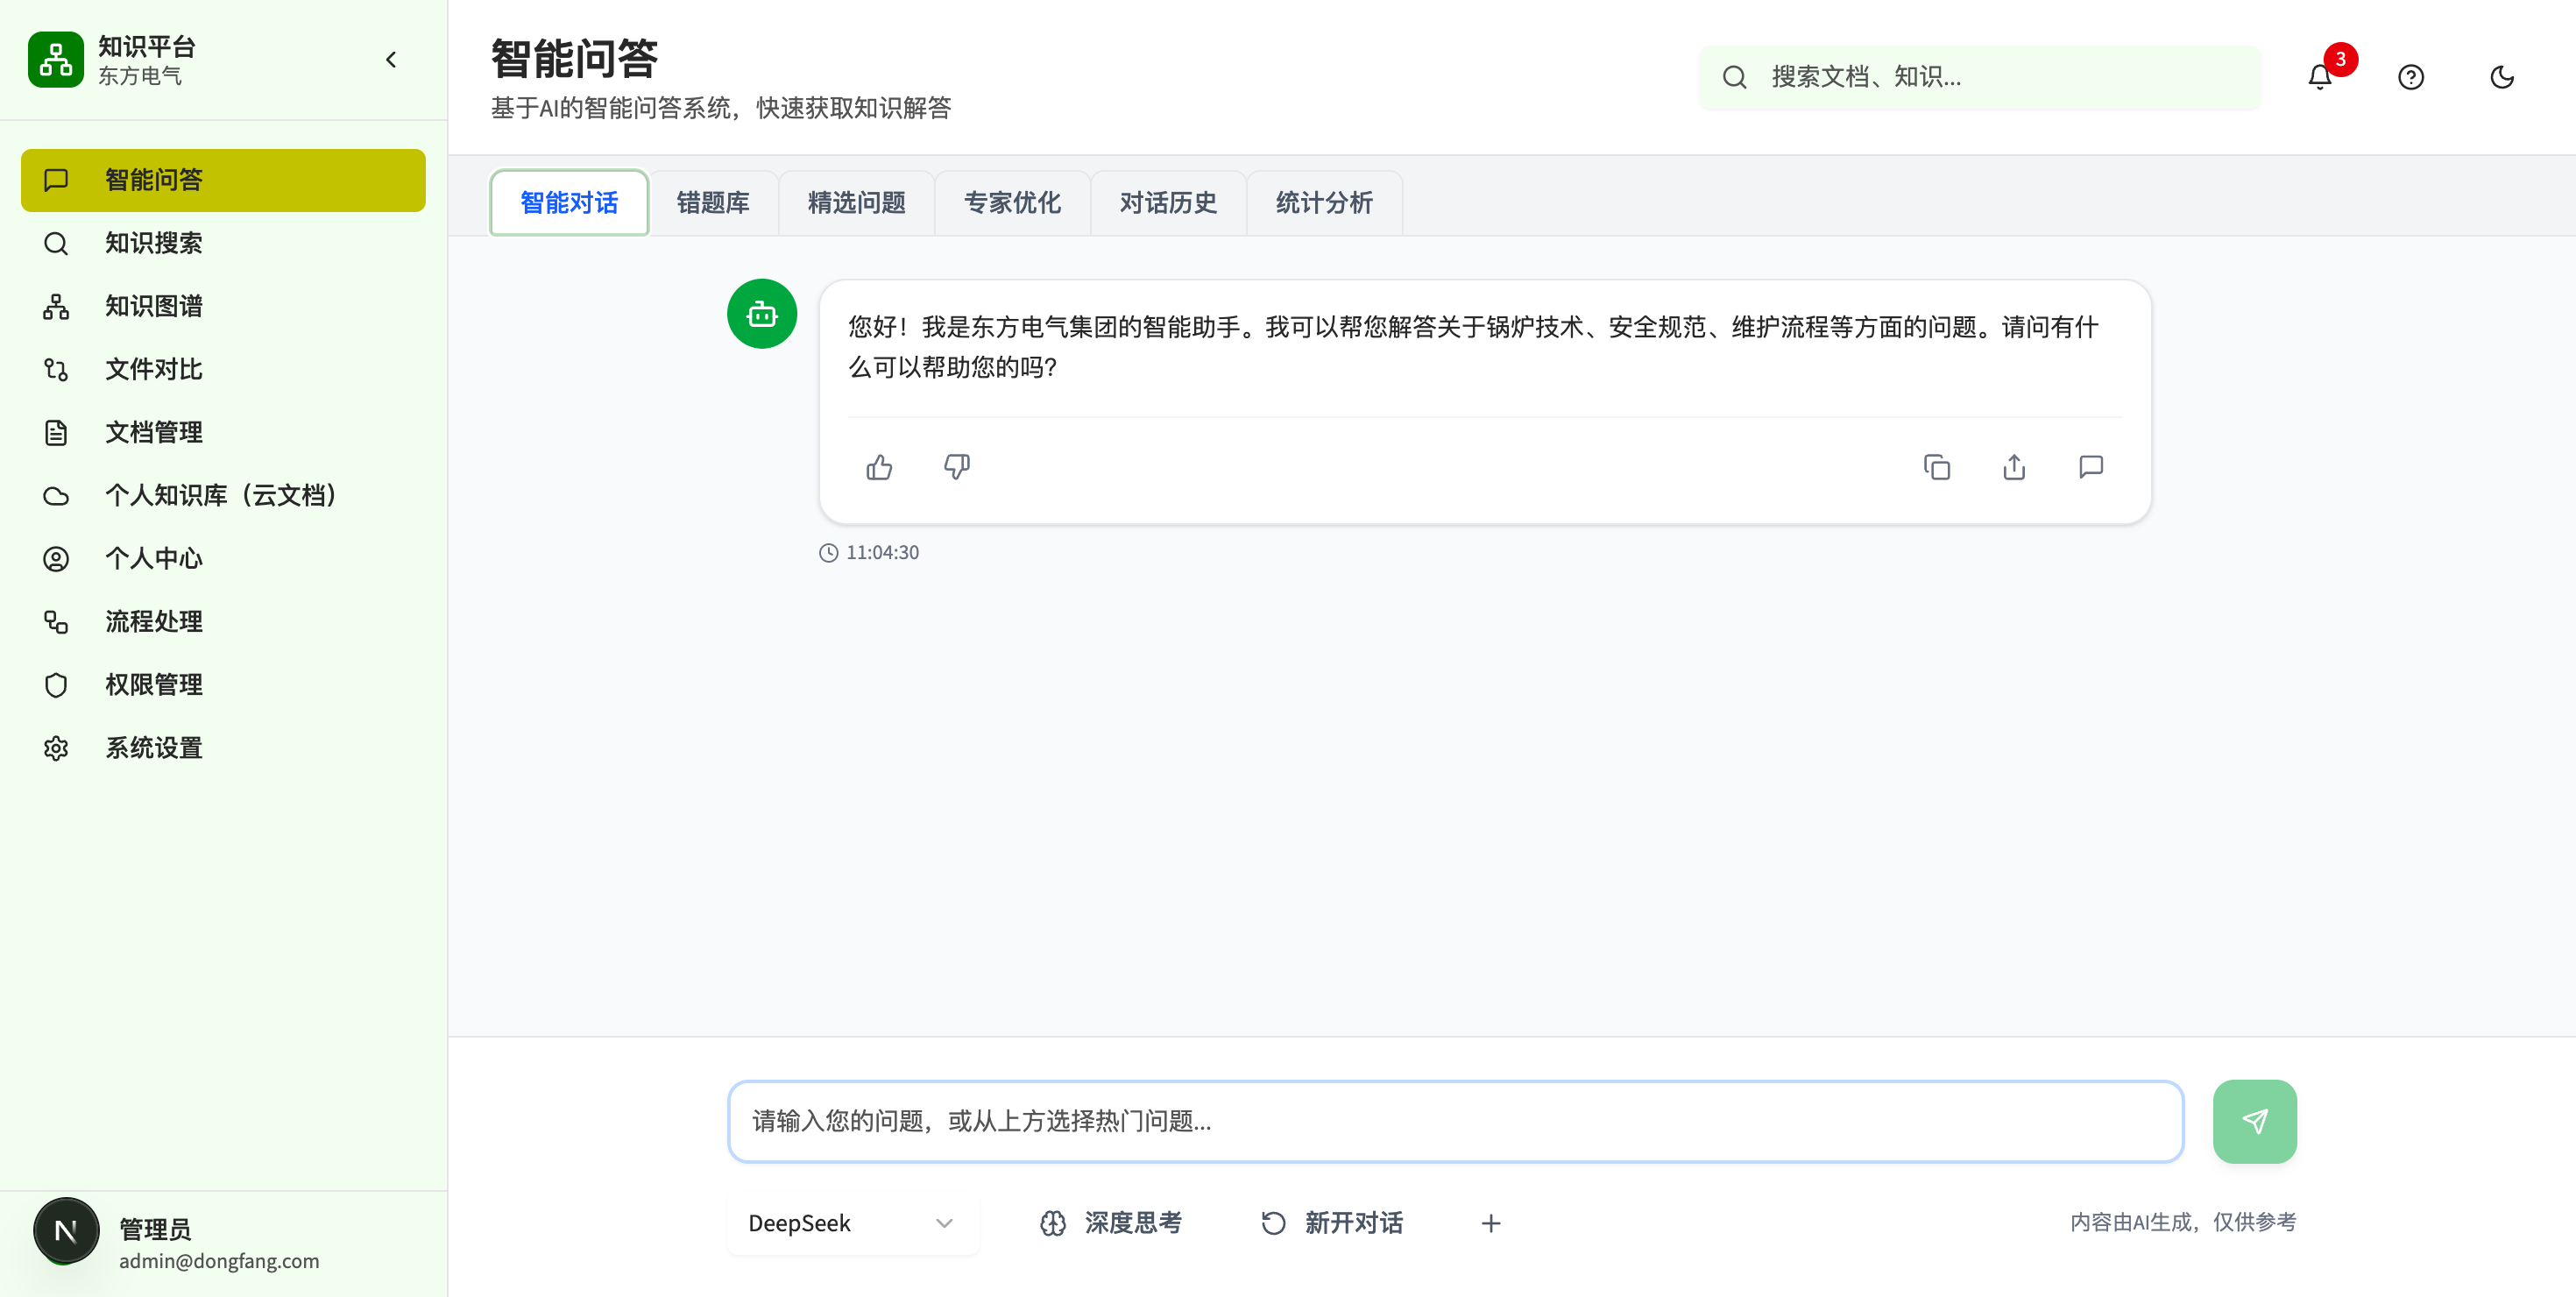 知识平台
东方电气
智能问答
知识搜索
知识图谱
文件对比
文档管理
个人知识库（云文档）
个人中心
流程处理
权限管理
系统设置
N
管理员
admin@dongfang.com
智能问答
基于AI的智能问答系统，快速获取知识解答
搜索文档、知识...
3
智能对话
错题库
精选问题
专家优化
对话历史
统计分析
您好！我是东方电气集团的智能助手。我可以帮您解答关于锅炉技术、安全规范、维护流程等方面的问题。请问有什
么可以帮助您的吗？
11:04:30
请输入您的问题，或从上方选择热门问题...
DeepSeek
深度思考
新开对话
内容由AI生成，仅供参考